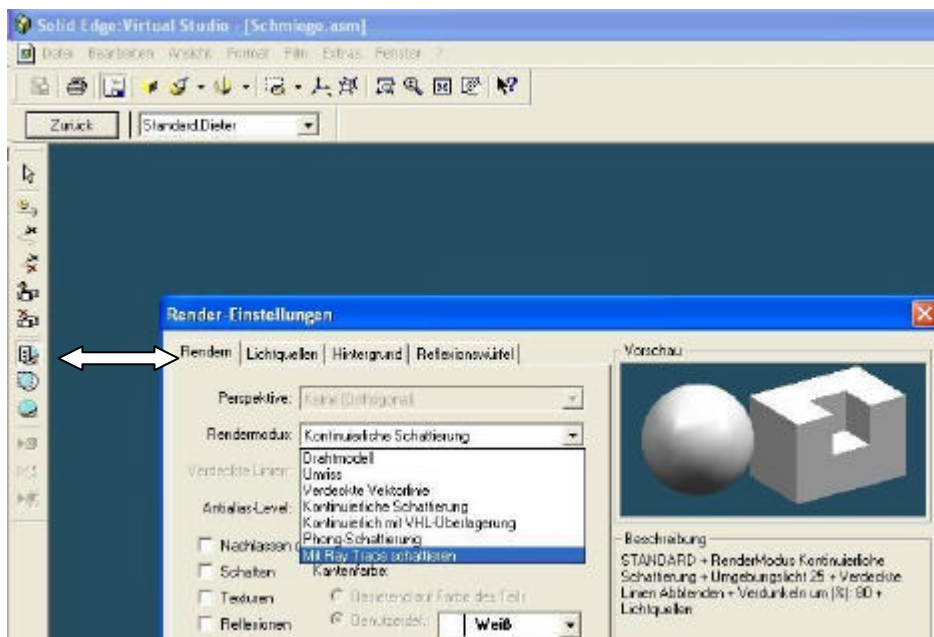 Solid Edge:Virtual Studio - [Schmiege.asm]
Datei Bearbeiten Ansicht Format Film Extras Fenster ?
Zurück Standard,Dieter
Render-Einstellungen
Rendern Lichtquellen Hintergrund Reflexionswürfel
Vorschau
Perspektive: Keine (Orthogonal)
Rendermodus: Kontinuierliche Schattierung
Drahtmodell
Verdeckte Linien: Umriss
Verdeckte Vektorlinie
Antialias-Level: Kontinuierliche Schattierung
Kontinuierlich mit VHL-Überlagerung
Phong-Schattierung
Nachlassen
Mit Ray Trace schattieren
Beschreibung
Schatten Kantenfarbe:
STANDARD + RenderModus Kontinuierliche
Schattierung + Umgebungslicht 25 + Verdeckte
Linien Abblenden + Verdunkeln um (%): 80 +
Lichtquellen
Texturen Basierend auf Farbe des Teils
Reflexionen Benutzerdef.: Weiß